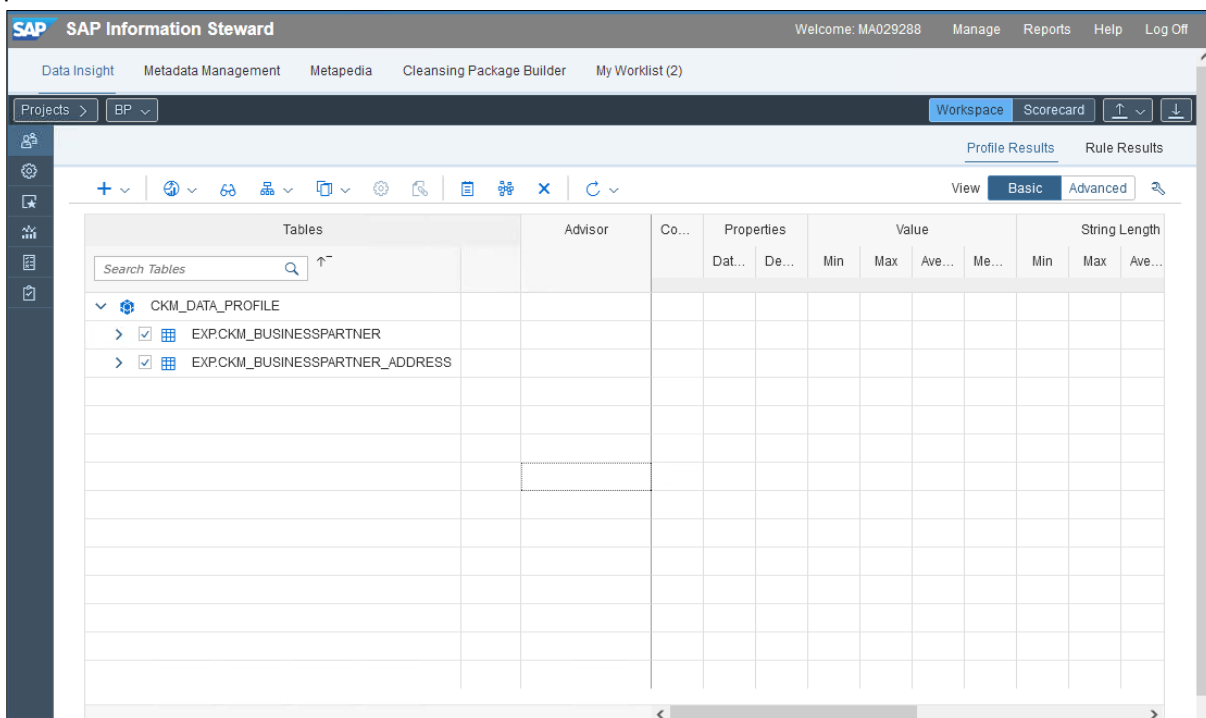 SAP SAP Information Steward Welcome: MA029288 Manage Reports Help Log Off
Data Insight Metadata Management Metapedia Cleansing Package Builder My Worklist (2)
Projects > BP Workspace Scorecard
Profile Results Rule Results
View Basic Advanced
Tables Advisor Co... Properties Value String Length
Search Tables Dat... De... Min Max Ave... Me... Min Max Ave...
CKM_DATA_PROFILE
EXP.CKM_BUSINESSPARTNER
EXP.CKM_BUSINESSPARTNER_ADDRESS